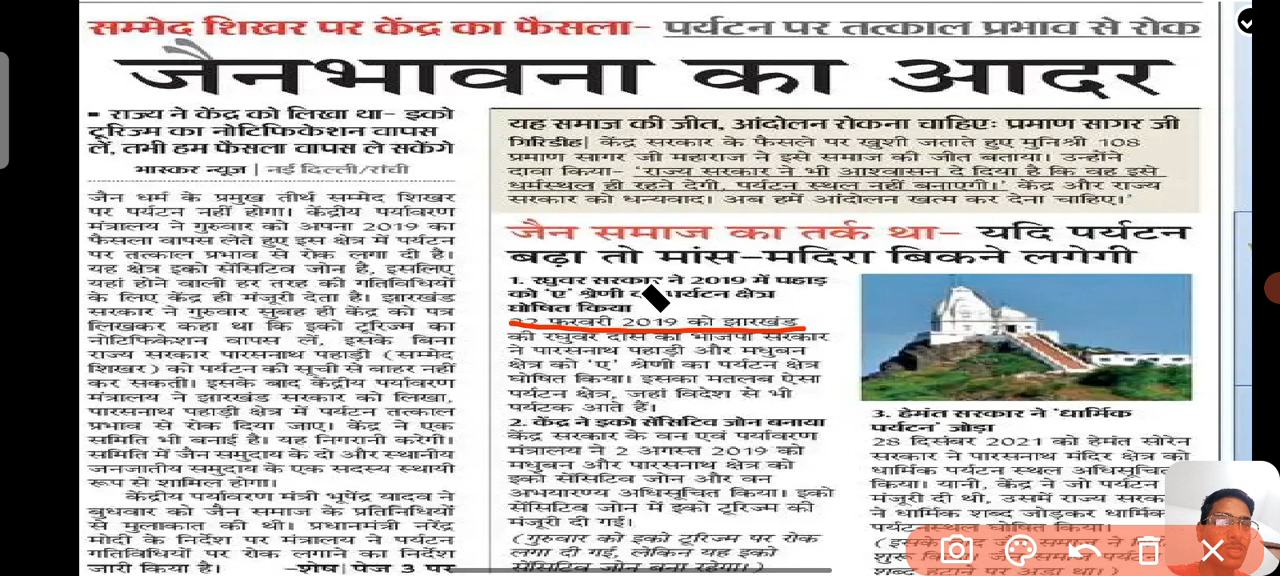 सम्मेद शिखर पर केंद्र का फैसला- पर्यटन पर तत्काल प्रभाव से रोक
जैनभावना का आदर
▪ राज्य ने केंद्र को लिखा था- इको
टूरिज्म का नोटिफिकेशन वापस
लें, तभी हम फैसला वापस ले सकेंगे
भास्कर न्यूज | नई दिल्ली/रांची
जैन धर्म के प्रमुख तीर्थ सम्मेद शिखर
पर पर्यटन नहीं होगा। केंद्रीय पर्यावरण
मंत्रालय ने गुरुवार को अपना 2019 का
फैसला वापस लेते हुए इस क्षेत्र में पर्यटन
पर तत्काल प्रभाव से रोक लगा दी है।
यह क्षेत्र इको सेंसिटिव जोन है, इसलिए
यहां होने वाली हर तरह की गतिविधियों
के लिए केंद्र ही मंजूरी देता है। झारखंड
सरकार ने गुरुवार सुबह ही केंद्र को पत्र
लिखकर कहा था कि इको टूरिज्म का
नोटिफिकेशन वापस लें, इसके बिना
राज्य सरकार पारसनाथ पहाड़ी (सम्मेद
शिखर) को पर्यटन की सूची से बाहर नहीं
कर सकती। इसके बाद केंद्रीय पर्यावरण
मंत्रालय ने झारखंड सरकार को लिखा,
पारसनाथ पहाड़ी क्षेत्र में पर्यटन तत्काल
प्रभाव से रोक दिया जाए। केंद्र ने एक
समिति भी बनाई है। यह निगरानी करेगी।
समिति में जैन समुदाय के दो और स्थानीय
जनजातीय समुदाय के एक सदस्य स्थायी
रूप से शामिल होगा।
केंद्रीय पर्यावरण मंत्री भूपेंद्र यादव ने
बुधवार को जैन समाज के प्रतिनिधियों
से मुलाकात की थी। प्रधानमंत्री नरेंद्र
मोदी के निर्देश पर मंत्रालय ने पर्यटन
गतिविधियों पर रोक लगाने का निर्देश
जारी किया है। -शेष | पेज 3 पर
यह समाज की जीत, आंदोलन रोकना चाहिए: प्रमाण सागर जी
गिरिडीह| केंद्र सरकार के फैसले पर खुशी जताते हुए मुनिश्री 108
प्रमाण सागर जी महाराज ने इसे समाज की जीत बताया। उन्होंने
दावा किया- 'राज्य सरकार ने भी आश्वासन दे दिया है कि वह इसे
धर्मस्थल ही रहने देगी, पर्यटन स्थल नहीं बनाएगी।' केंद्र और राज्य
सरकार को धन्यवाद। अब हमें आंदोलन खत्म कर देना चाहिए।'
जैन समाज का तर्क था- यदि पर्यटन
बढ़ा तो मांस-मदिरा बिकने लगेगी
1. रघुवर सरकार ने 2019 में पहाड़
को 'ए' श्रेणी पर्यटन क्षेत्र
घोषित किया
22 फरवरी 2019 को झारखंड
की रघुवर दास की भाजपा सरकार
ने पारसनाथ पहाड़ी और मधुबन
क्षेत्र को 'ए' श्रेणी का पर्यटन क्षेत्र
घोषित किया। इसका मतलब ऐसा
पर्यटन क्षेत्र, जहां विदेश से भी
पर्यटक आते हैं।
2. केंद्र ने इको सेंसिटिव जोन बनाया
केंद्र सरकार के वन एवं पर्यावरण
मंत्रालय ने 2 अगस्त 2019 को
मधुबन और पारसनाथ क्षेत्र को
इको सेंसिटिव जोन और वन
अभयारण्य अधिसूचित किया। इको
सेंसिटिव जोन में इको टूरिज्म को
मंजूरी दी गई।
(गुरुवार को इको टूरिज्म पर रोक
लगा दी गई, लेकिन यह इको
सेंसिटिव जोन बना रहेगा।)
3. हेमंत सरकार ने 'धार्मिक
पर्यटन' जोड़ा
28 दिसंबर 2021 को हेमंत सोरेन
सरकार ने पारसनाथ मंदिर क्षेत्र को
धार्मिक पर्यटन स्थल अधिसूचित
किया। यानी, केंद्र ने जो पर्यटन
मंजूरी दी थी, उसमें राज्य
ने धार्मिक शब्द जोड़कर धार्मिक
पर्यटनस्थल घोषित किया।
समाज ने
शुरू
शब्द हटाने पर अड़ा था।)